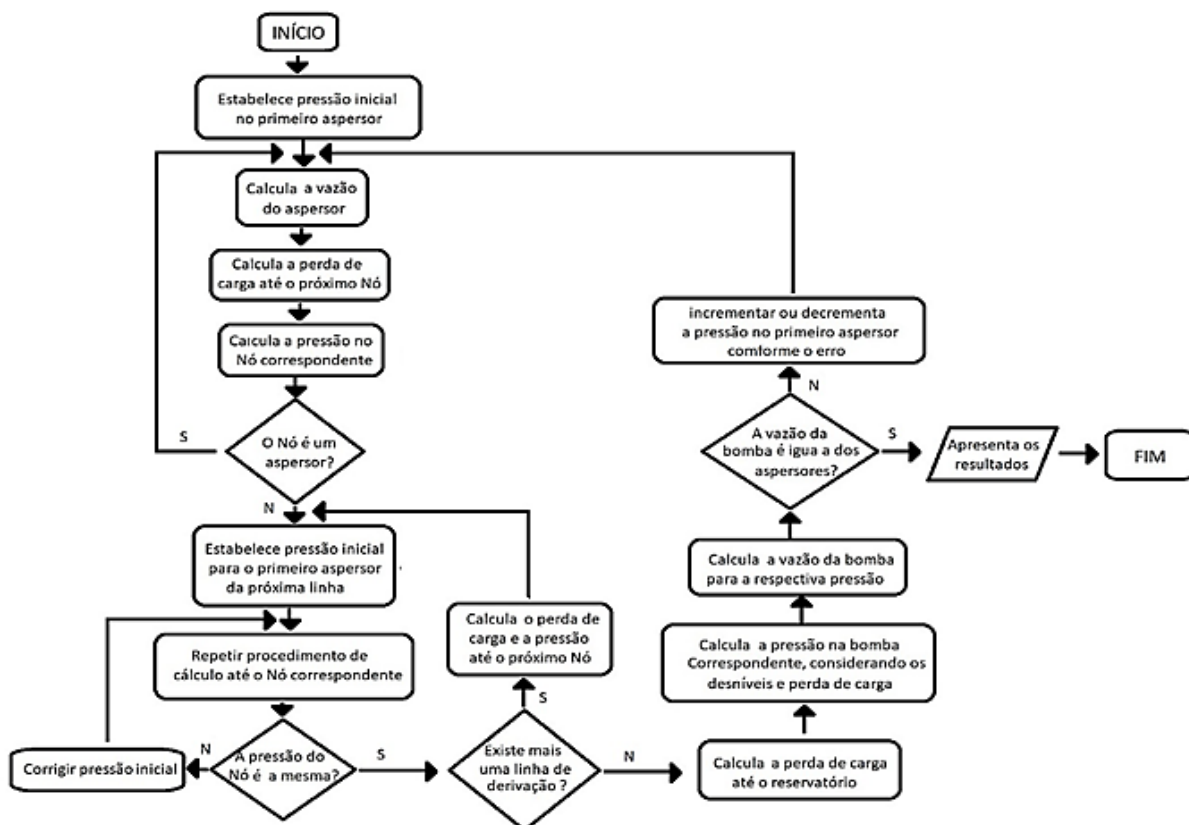 INÍCIO
Estabelece pressão inicial
no primeiro aspersor
Calcula a vazão
do aspersor
Calcula a perda de
carga até o próximo Nó
Calcula a pressão no
Nó correspondente
O Nó é um
aspersor?
S
N
Estabelece pressão inicial
para o primeiro aspersor
da próxima linha
Repetir procedimento de
cálculo até o Nó correspondente
A pressão do
Nó é a mesma?
N
Corrigir pressão inicial
S
Existe mais
uma linha de
derivação ?
S
Calcula o perda de
carga e a pressão
até o próximo Nó
N
Calcula a perda de carga
até o reservatório
Calcula a pressão na bomba
Correspondente, considerando os
desníveis e perda de carga
Calcula a vazão da bomba
para a respectiva pressão
A vazão da
bomba é igua a dos
aspersores?
N
incrementar ou decrementa
a pressão no primeiro aspersor
comforme o erro
S
Apresenta os
resultados
FIM